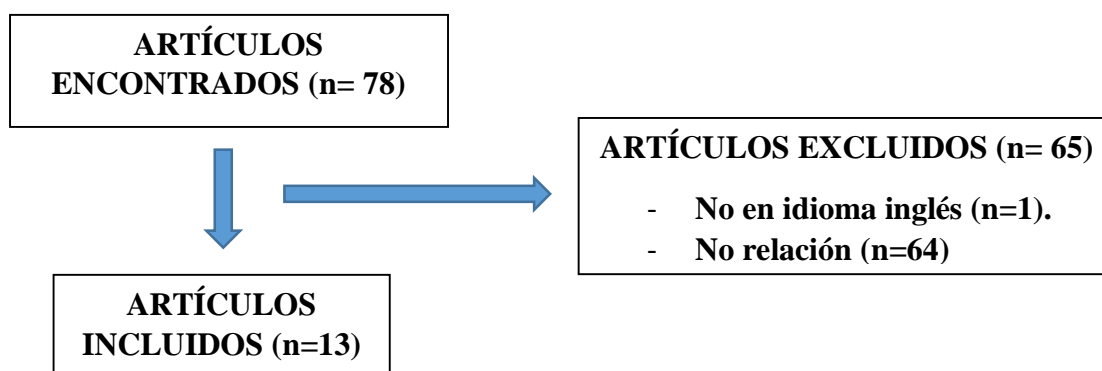 ARTÍCULOS
ENCONTRADOS (n= 78)
ARTÍCULOS EXCLUIDOS (n= 65)
- No en idioma inglés (n=1).
- No relación (n=64)
ARTÍCULOS
INCLUIDOS (n=13)